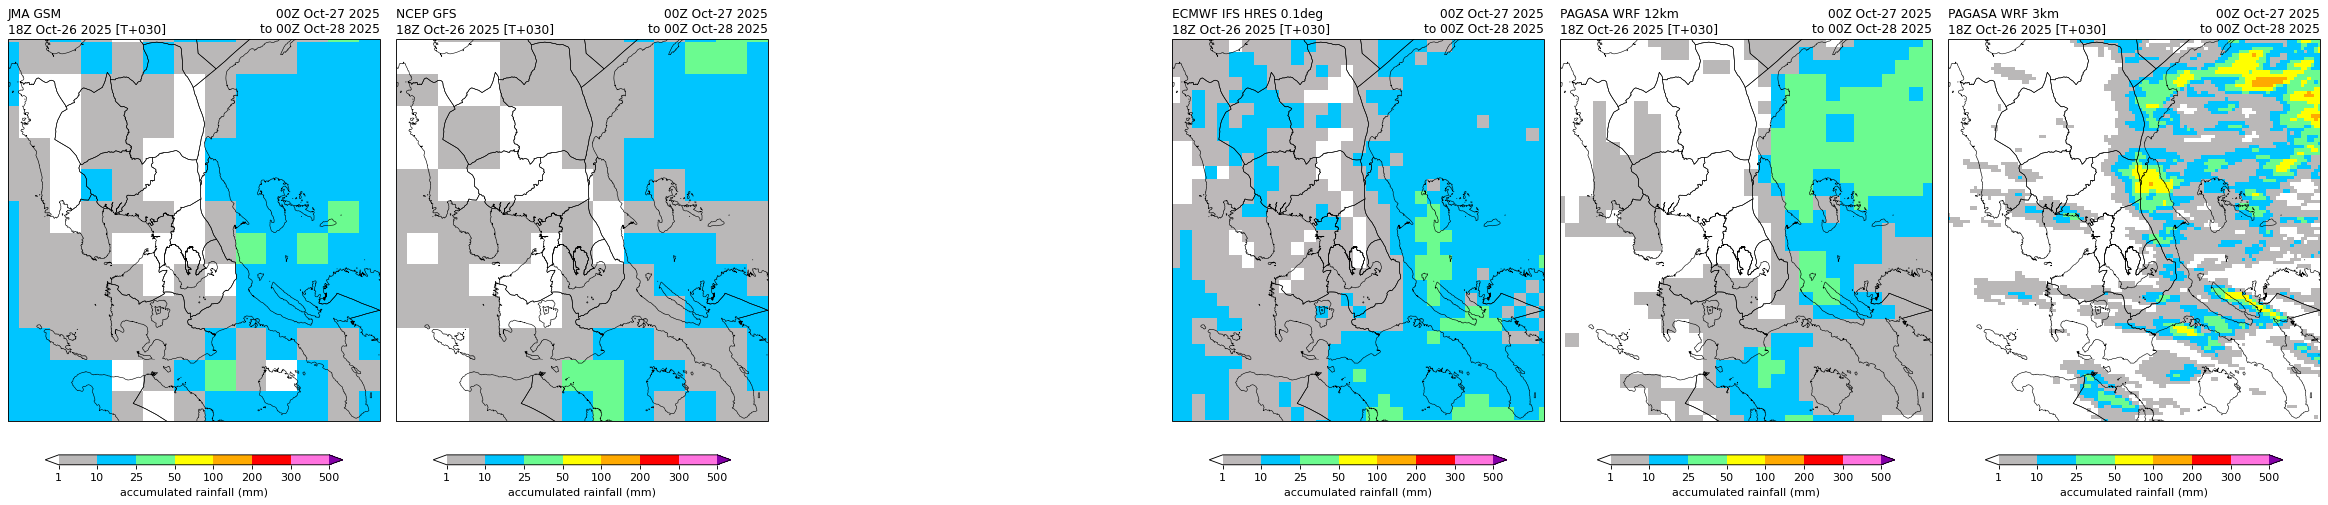 JMA GSM
18Z Oct-26 2025 [T+030]
00Z Oct-27 2025
to 00Z Oct-28 2025
1 10 25 50 100 200 300 500
accumulated rainfall (mm)
NCEP GFS
18Z Oct-26 2025 [T+030]
00Z Oct-27 2025
to 00Z Oct-28 2025
1 10 25 50 100 200 300 500
accumulated rainfall (mm)
ECMWF IFS HRES 0.1deg
18Z Oct-26 2025 [T+030]
00Z Oct-27 2025
to 00Z Oct-28 2025
1 10 25 50 100 200 300 500
accumulated rainfall (mm)
PAGASA WRF 12km
18Z Oct-26 2025 [T+030]
00Z Oct-27 2025
to 00Z Oct-28 2025
1 10 25 50 100 200 300 500
accumulated rainfall (mm)
PAGASA WRF 3km
18Z Oct-26 2025 [T+030]
00Z Oct-27 2025
to 00Z Oct-28 2025
1 10 25 50 100 200 300 500
accumulated rainfall (mm)